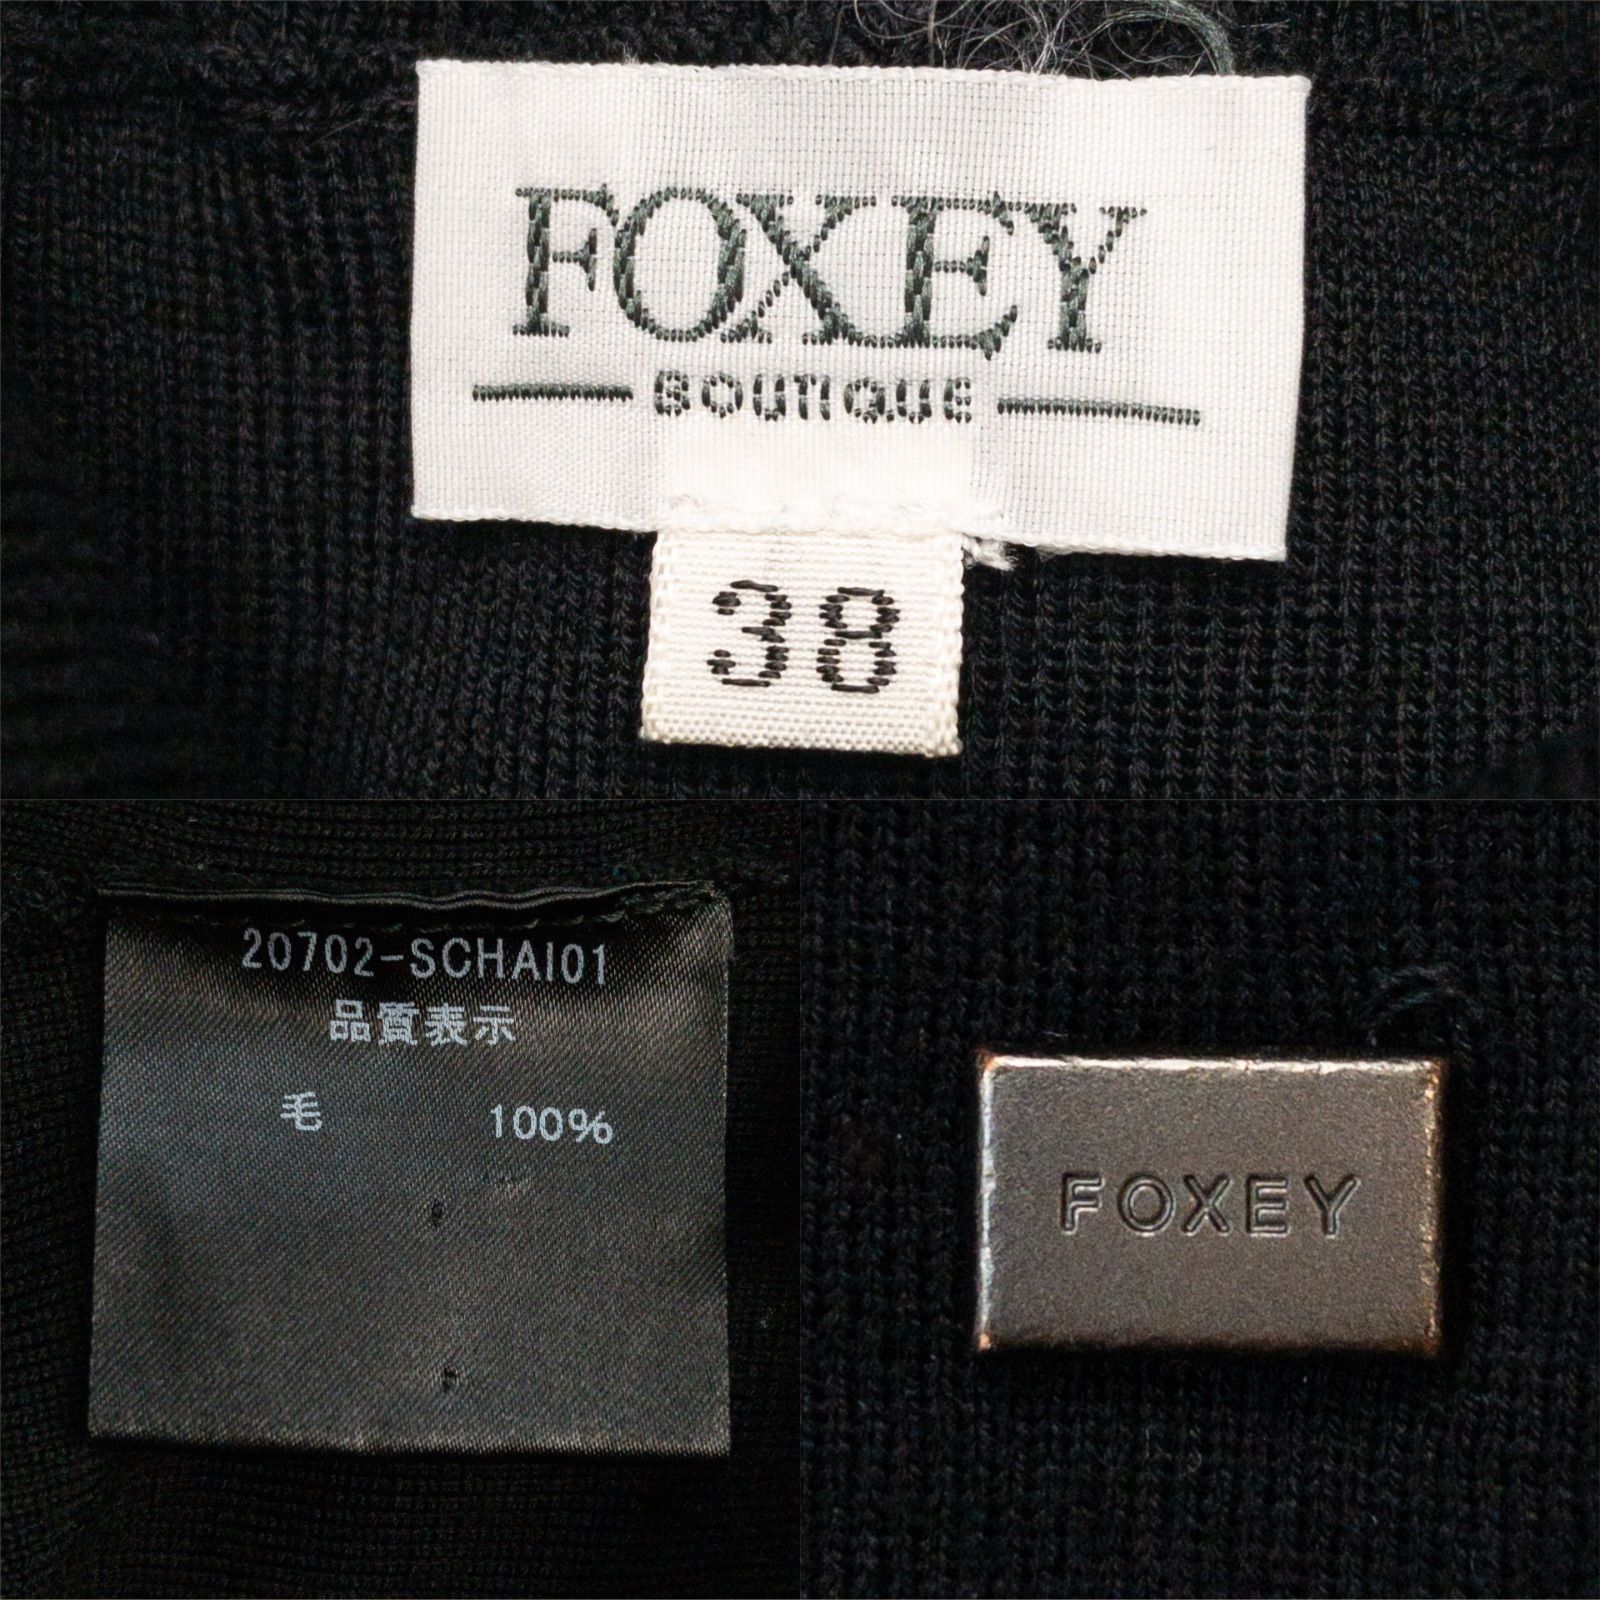 FOXEY
BOUTIQUE
38
20702-SCHAI01
品質表示
毛 100%
FOXEY